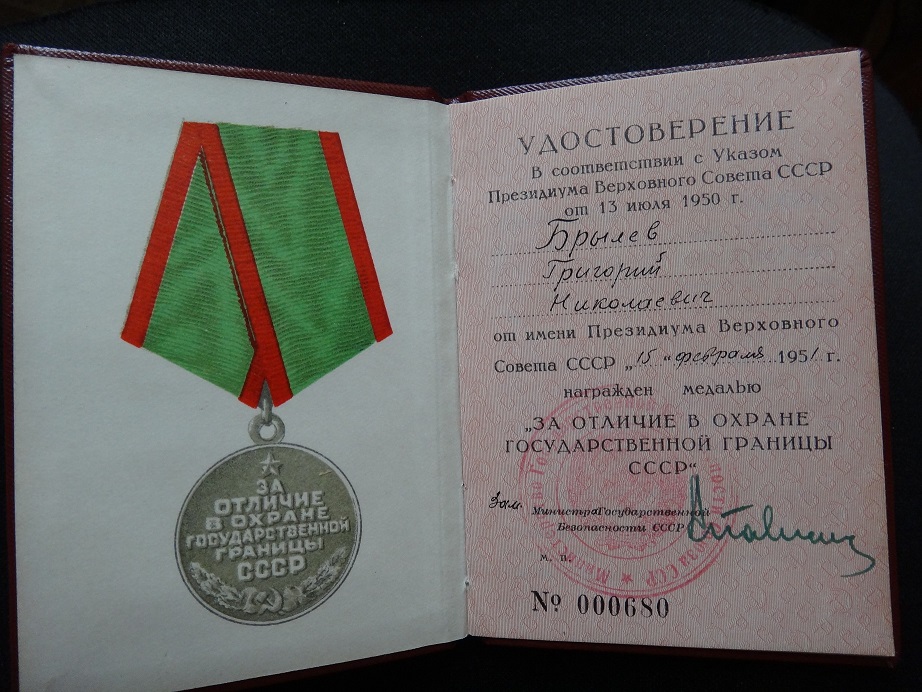 ЗА
ОТЛИЧИЕ
В ОХРАНЕ
ГОСУДАРСТВЕННОЙ
ГРАНИЦЫ
СССР
УДОСТОВЕРЕНИЕ
В соответствии с Указом
Президиума Верховного Совета СССР
от 13 июля 1950 г.
Брылев
Григорий
Николаевич
от имени Президиума Верховного
Совета СССР „15“ февраля 1951 г.
награжден медалью
„ЗА ОТЛИЧИЕ В ОХРАНЕ
ГОСУДАРСТВЕННОЙ ГРАНИЦЫ
СССР“
Зам. Министра Государственной
Безопасности СССР
м. п.
№ 000680